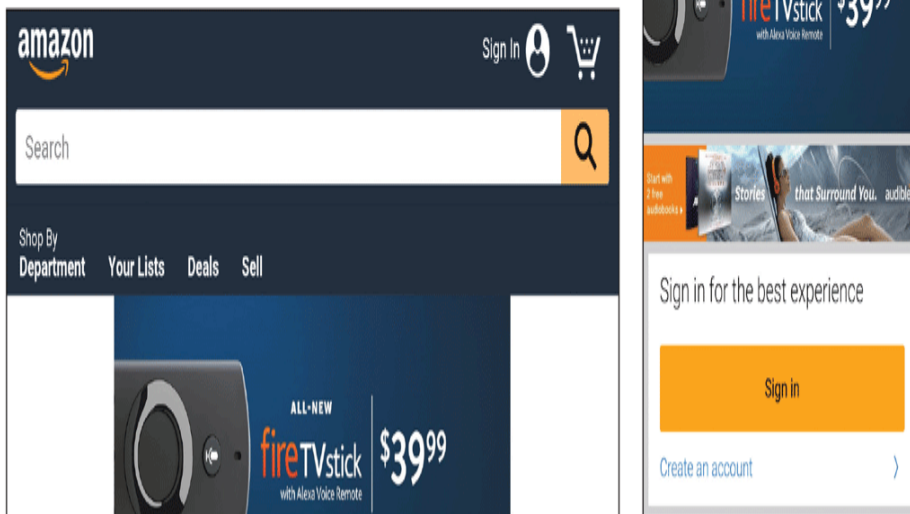 amazon
Sign In
Search
Shop By
Department Your Lists Deals Sell
ALL-NEW
fireTVstick
with Alexa Voice Remote
$39⁹⁹
fireTVstick
with Alexa Voice Remote
$39⁹⁹
Start with
2 free
audiobooks
Stories that Surround You. audible
Sign in for the best experience
Sign in
Create an account